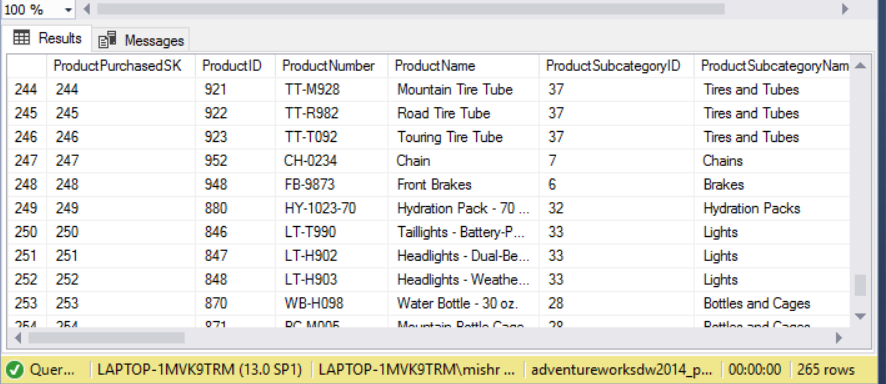 100 %
Results Messages
ProductPurchasedSK ProductID ProductNumber ProductName ProductSubcategoryID ProductSubcategoryNam
244 244 921 TT-M928 Mountain Tire Tube 37 Tires and Tubes
245 245 922 TT-R982 Road Tire Tube 37 Tires and Tubes
246 246 923 TT-T092 Touring Tire Tube 37 Tires and Tubes
247 247 952 CH-0234 Chain 7 Chains
248 248 948 FB-9873 Front Brakes 6 Brakes
249 249 880 HY-1023-70 Hydration Pack - 70 ... 32 Hydration Packs
250 250 846 LT-T990 Taillights - Battery-P... 33 Lights
251 251 847 LT-H902 Headlights - Dual-Be... 33 Lights
252 252 848 LT-H903 Headlights - Weathe... 33 Lights
253 253 870 WB-H098 Water Bottle - 30 oz. 28 Bottles and Cages
254 254 871 BC-M005 Mountain Bottle Cage 28 Bottles and Cages
Quer... LAPTOP-1MVK9TRM (13.0 SP1) LAPTOP-1MVK9TRM\mishr ... adventureworksdw2014_p... 00:00:00 265 rows